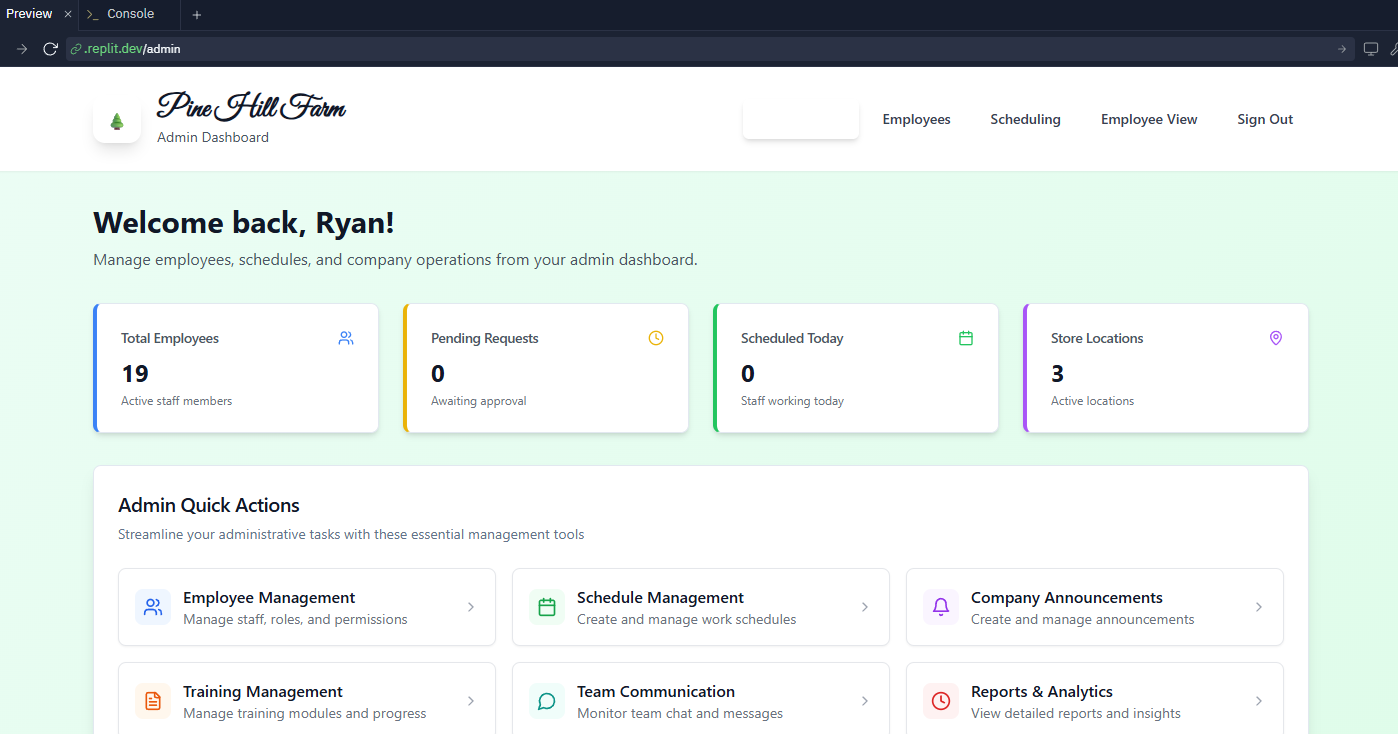 Preview
Console
.replit.dev/admin
Pine Hill Farm
Admin Dashboard
Employees
Scheduling
Employee View
Sign Out
Welcome back, Ryan!
Manage employees, schedules, and company operations from your admin dashboard.
Total Employees
19
Active staff members
Pending Requests
0
Awaiting approval
Scheduled Today
0
Staff working today
Store Locations
3
Active locations
Admin Quick Actions
Streamline your administrative tasks with these essential management tools
Employee Management
Manage staff, roles, and permissions
Schedule Management
Create and manage work schedules
Company Announcements
Create and manage announcements
Training Management
Manage training modules and progress
Team Communication
Monitor team chat and messages
Reports & Analytics
View detailed reports and insights